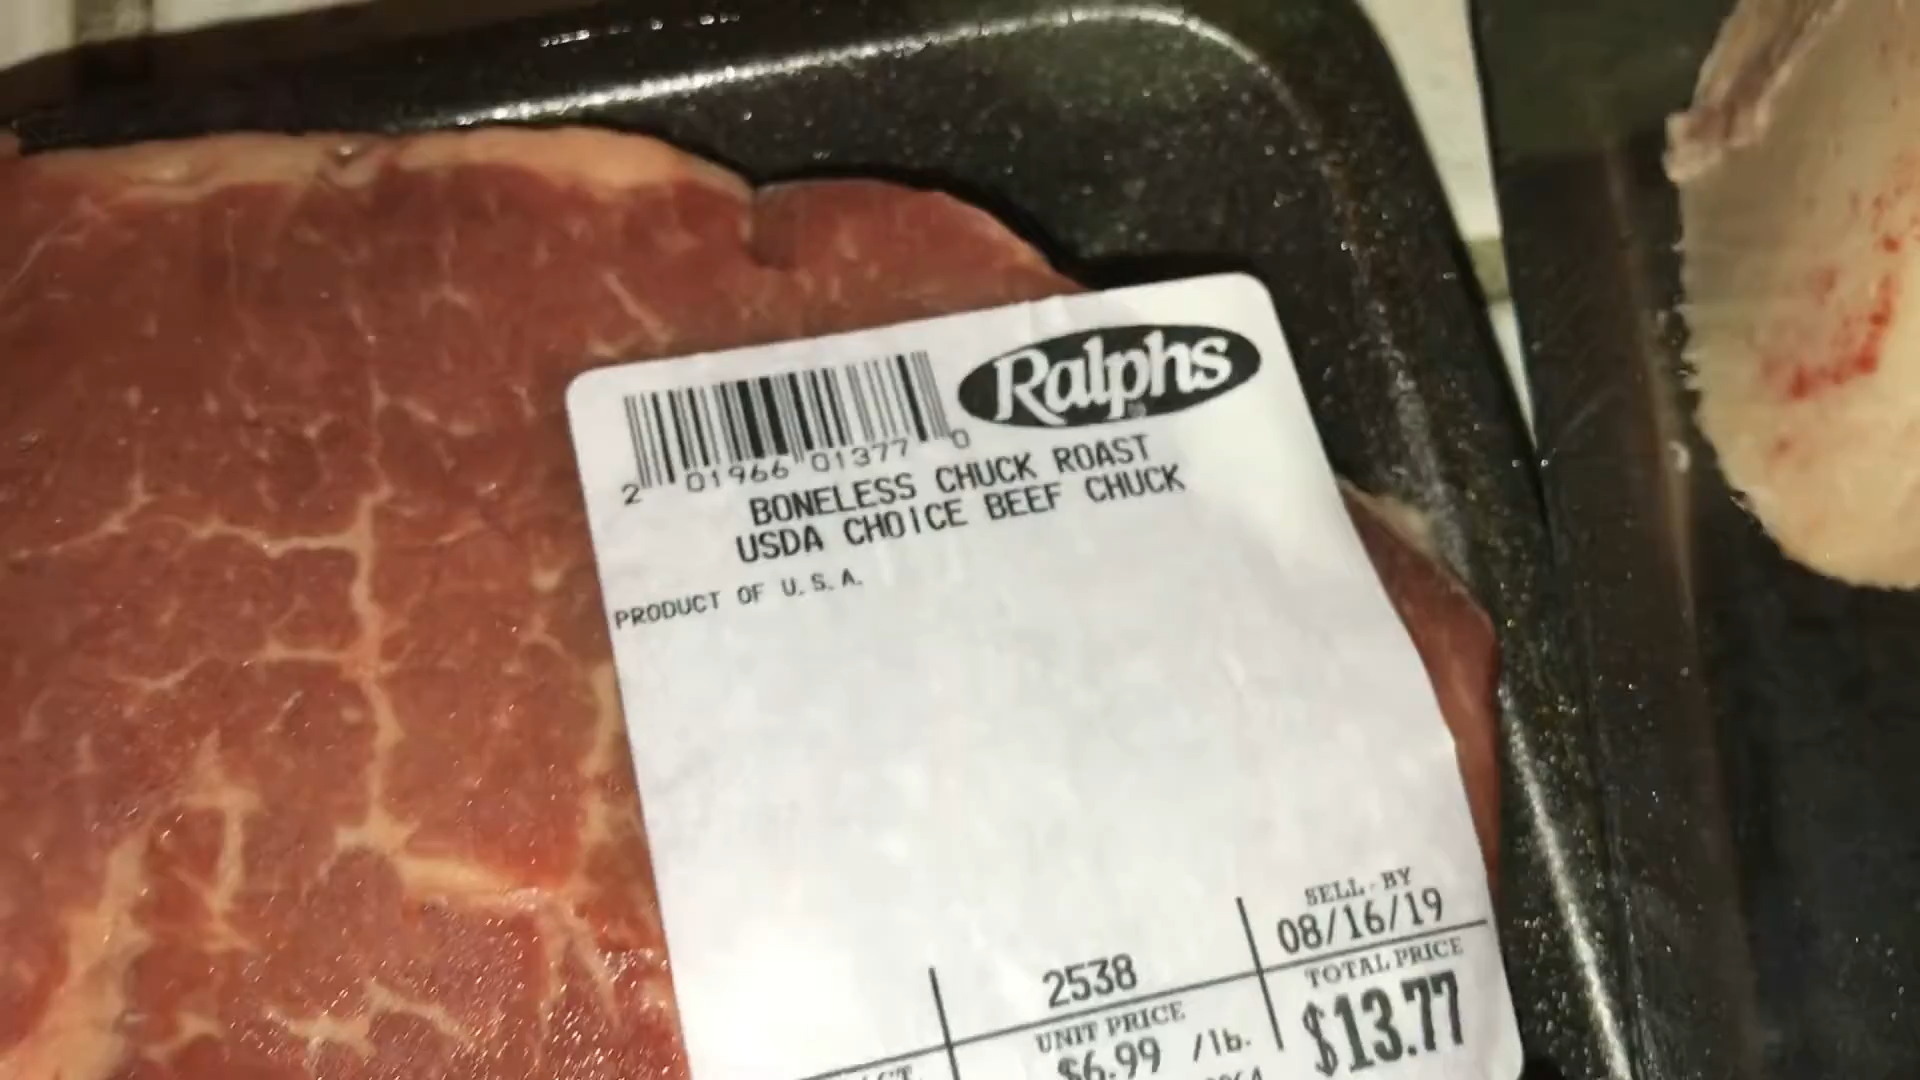 Ralphs
2 01966 01377 0
BONELESS CHUCK ROAST
USDA CHOICE BEEF CHUCK
PRODUCT OF U.S.A.
SELL-BY
08/16/19
2538
TOTAL PRICE
$13.77
UNIT PRICE
$6.99 /lb.